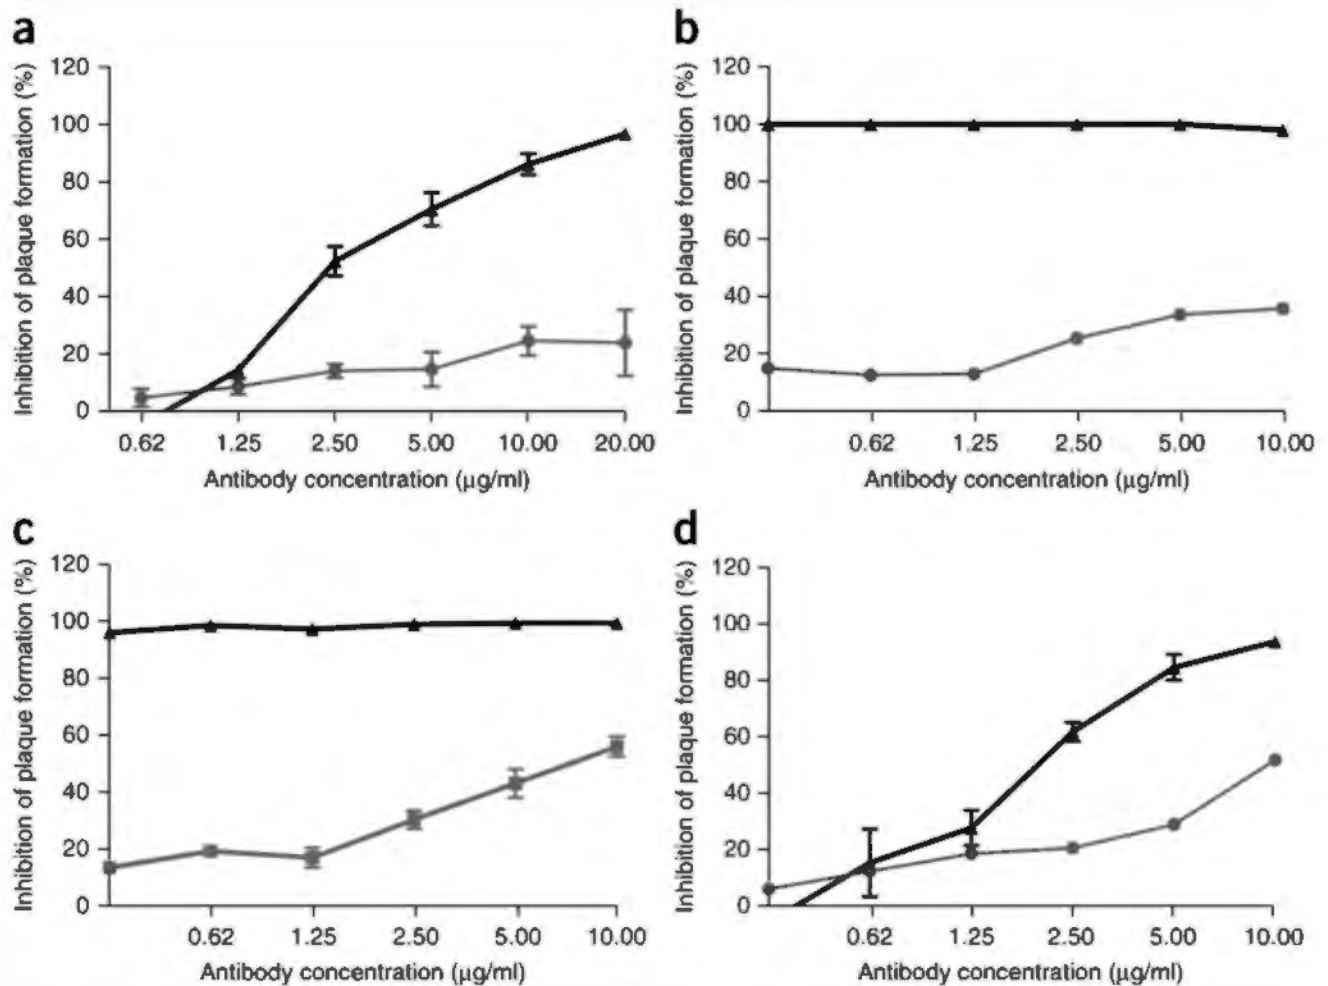 a
Inhibition of plaque formation (%)
120
100
80
60
40
20
0
0.62 1.25 2.50 5.00 10.00 20.00
Antibody concentration (μg/ml)
b
Inhibition of plaque formation (%)
120
100
80
60
40
20
0
0.62 1.25 2.50 5.00 10.00
Antibody concentration (μg/ml)
c
Inhibition of plaque formation (%)
120
100
80
60
40
20
0
0.62 1.25 2.50 5.00 10.00
Antibody concentration (μg/ml)
d
Inhibition of plaque formation (%)
120
100
80
60
40
20
0
0.62 1.25 2.50 5.00 10.00
Antibody concentration (μg/ml)